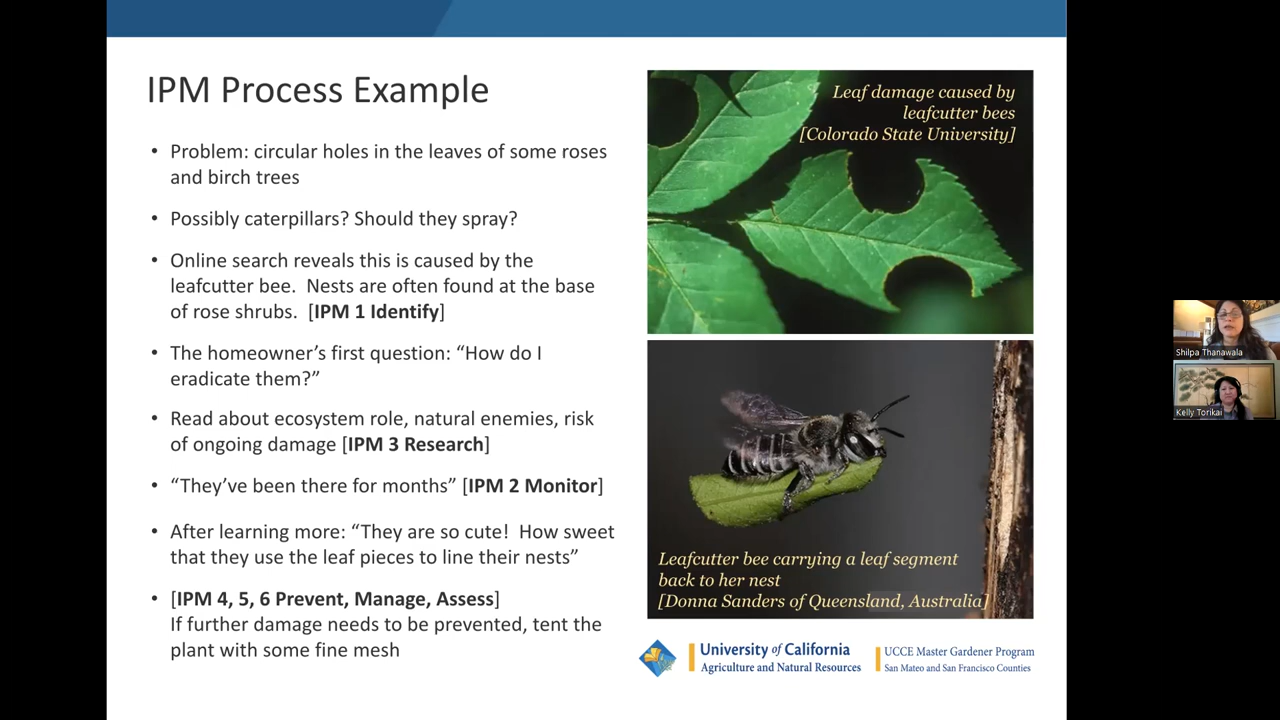 IPM Process Example
• Problem: circular holes in the leaves of some roses
and birch trees
• Possibly caterpillars? Should they spray?
• Online search reveals this is caused by the
leafcutter bee.  Nests are often found at the base
of rose shrubs.  [IPM 1 Identify]
• The homeowner’s first question: “How do I
eradicate them?”
• Read about ecosystem role, natural enemies, risk
of ongoing damage [IPM 3 Research]
• “They’ve been there for months” [IPM 2 Monitor]
• After learning more: “They are so cute!  How sweet
that they use the leaf pieces to line their nests”
• [IPM 4, 5, 6 Prevent, Manage, Assess]
If further damage needs to be prevented, tent the
plant with some fine mesh
Leaf damage caused by
leafcutter bees
[Colorado State University]
Leafcutter bee carrying a leaf segment
back to her nest
[Donna Sanders of Queensland, Australia]
University of California
Agriculture and Natural Resources
UCCE Master Gardener Program
San Mateo and San Francisco Counties
Shilpa Thanawala
Kelly Torikai